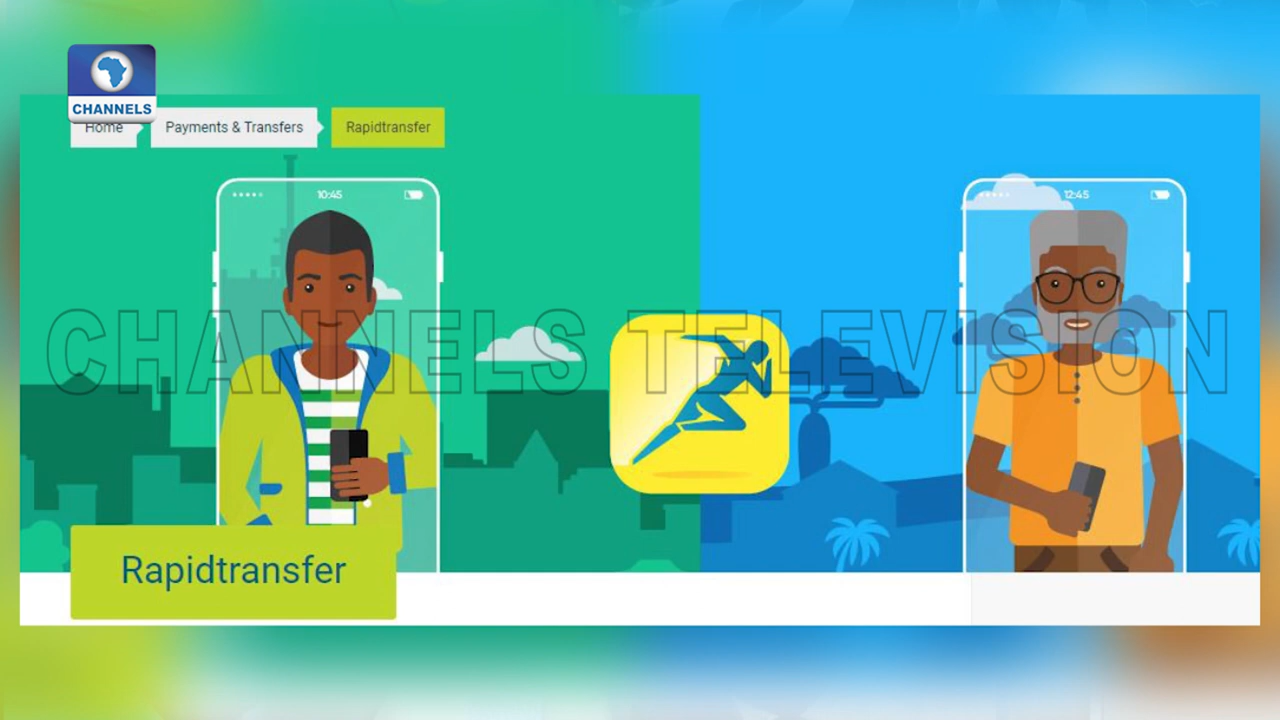 CHANNELS
Home
Payments & Transfers
Rapidtransfer
10:45
12:45
CHANNELS TELEVISION
Rapidtransfer